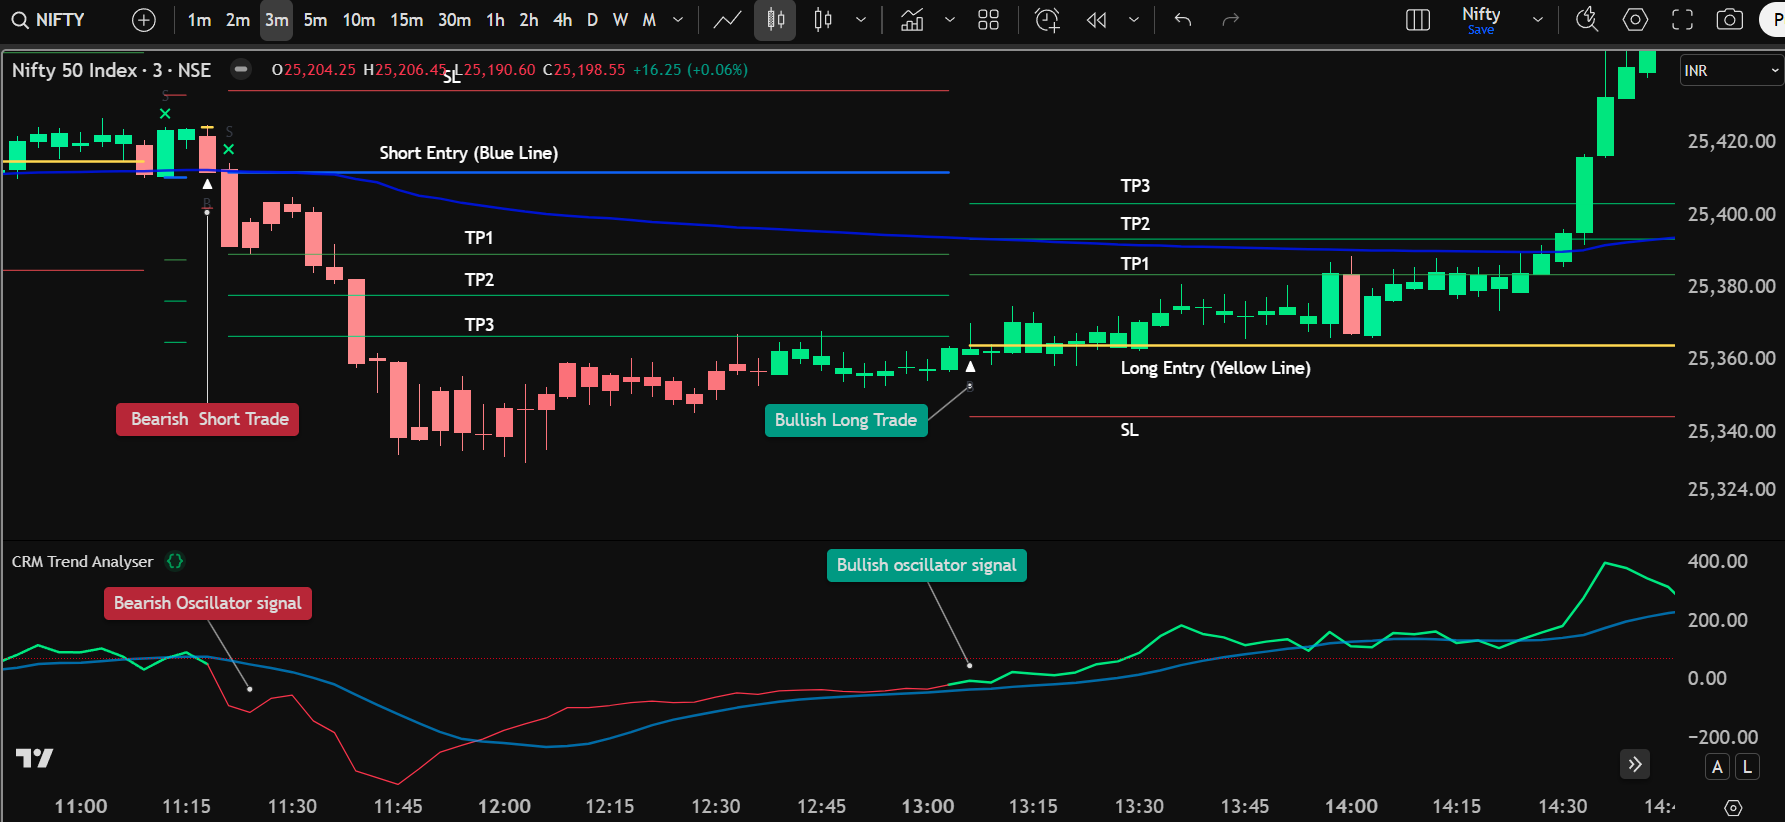 NIFTY 1m 2m 3m 5m 10m 15m 30m 1h 2h 4h D W M Nifty Save P
Nifty 50 Index · 3 · NSE O25,204.25 H25,206.45 L25,190.60 C25,198.55 +16.25 (+0.06%) INR
SL
S
S
Short Entry (Blue Line)
25,420.00
TP3
B
25,400.00
TP2
TP1
TP1
TP2
25,380.00
TP3
25,360.00
Long Entry (Yellow Line)
B
Bearish Short Trade
Bullish Long Trade
SL
25,340.00
25,324.00
CRM Trend Analyser {}
Bullish oscillator signal
400.00
Bearish Oscillator signal
200.00
0.00
−200.00
A L
11:00 11:15 11:30 11:45 12:00 12:15 12:30 12:45 13:00 13:15 13:30 13:45 14:00 14:15 14:30 14:4